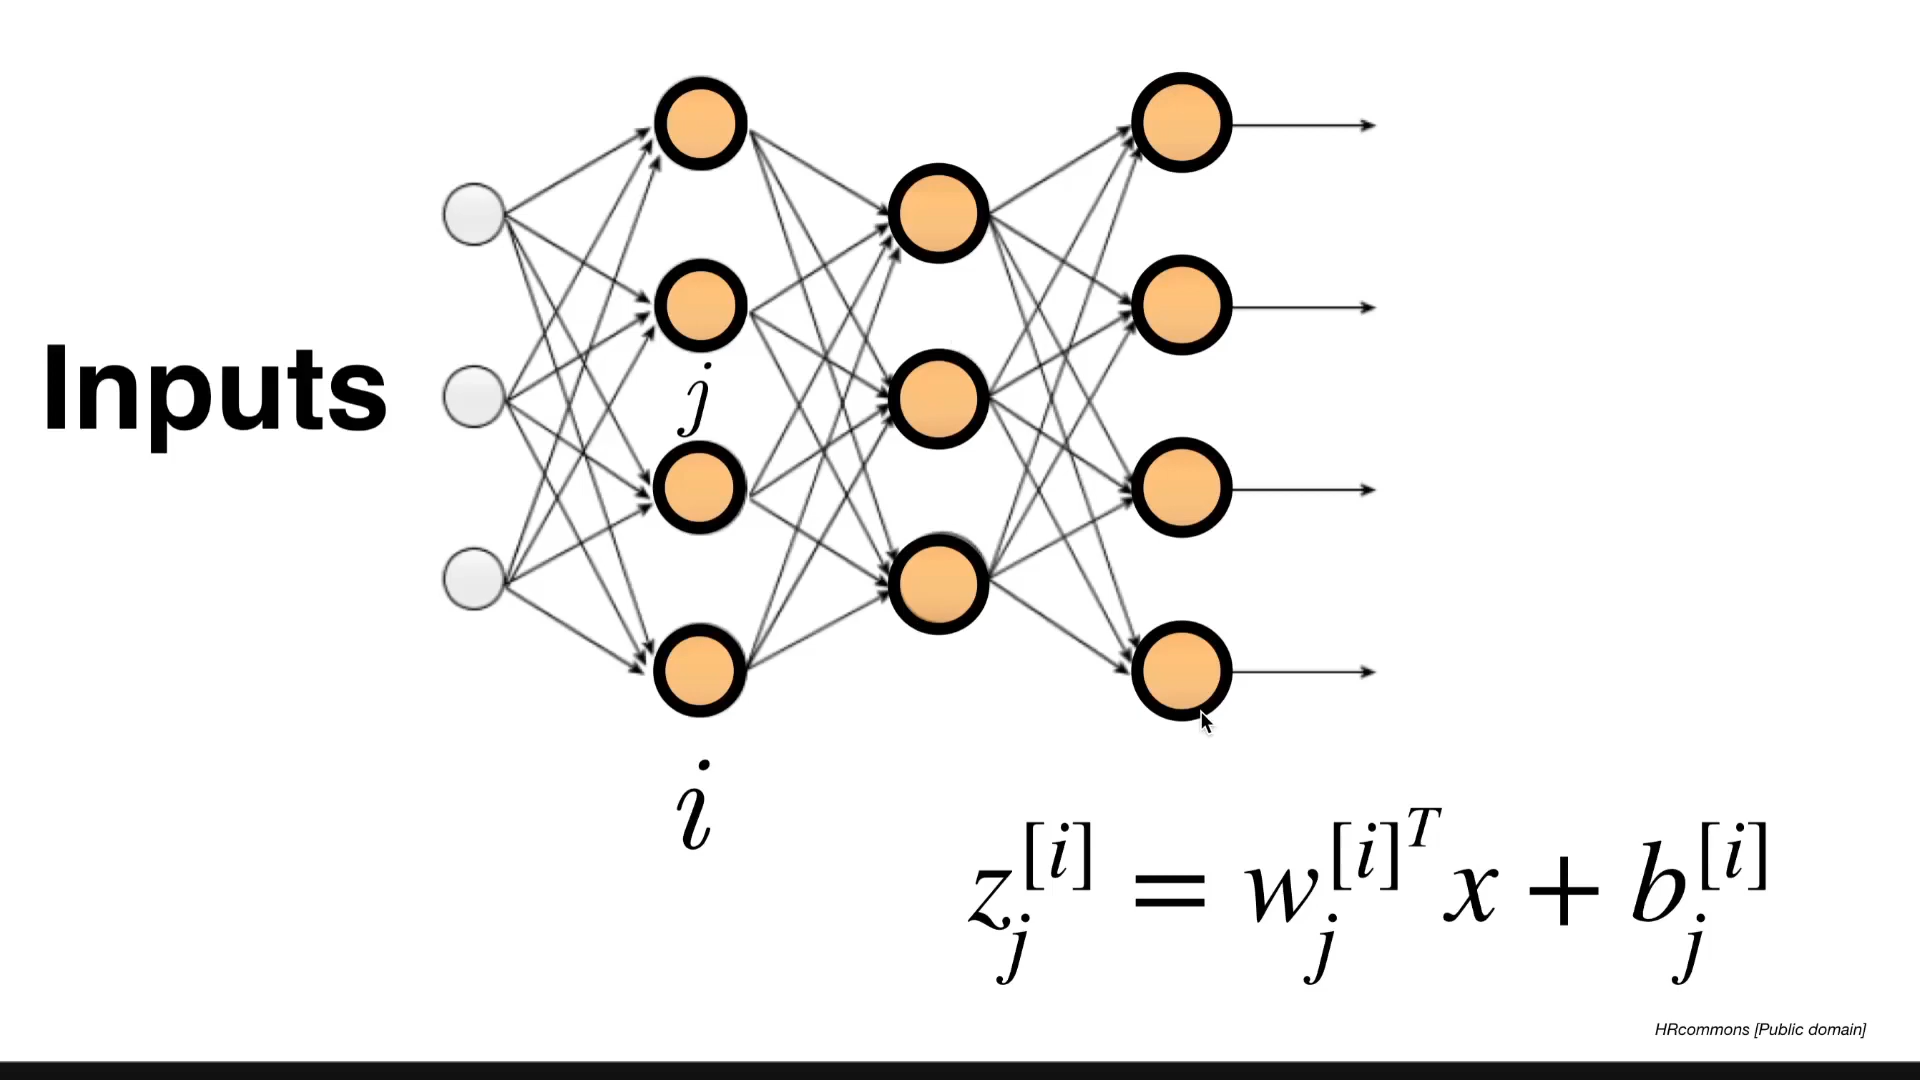 Inputs
j
i
z_j^{[i]} = w_j^{[i]^T} x + b_j^{[i]}
HRcommons [Public domain]